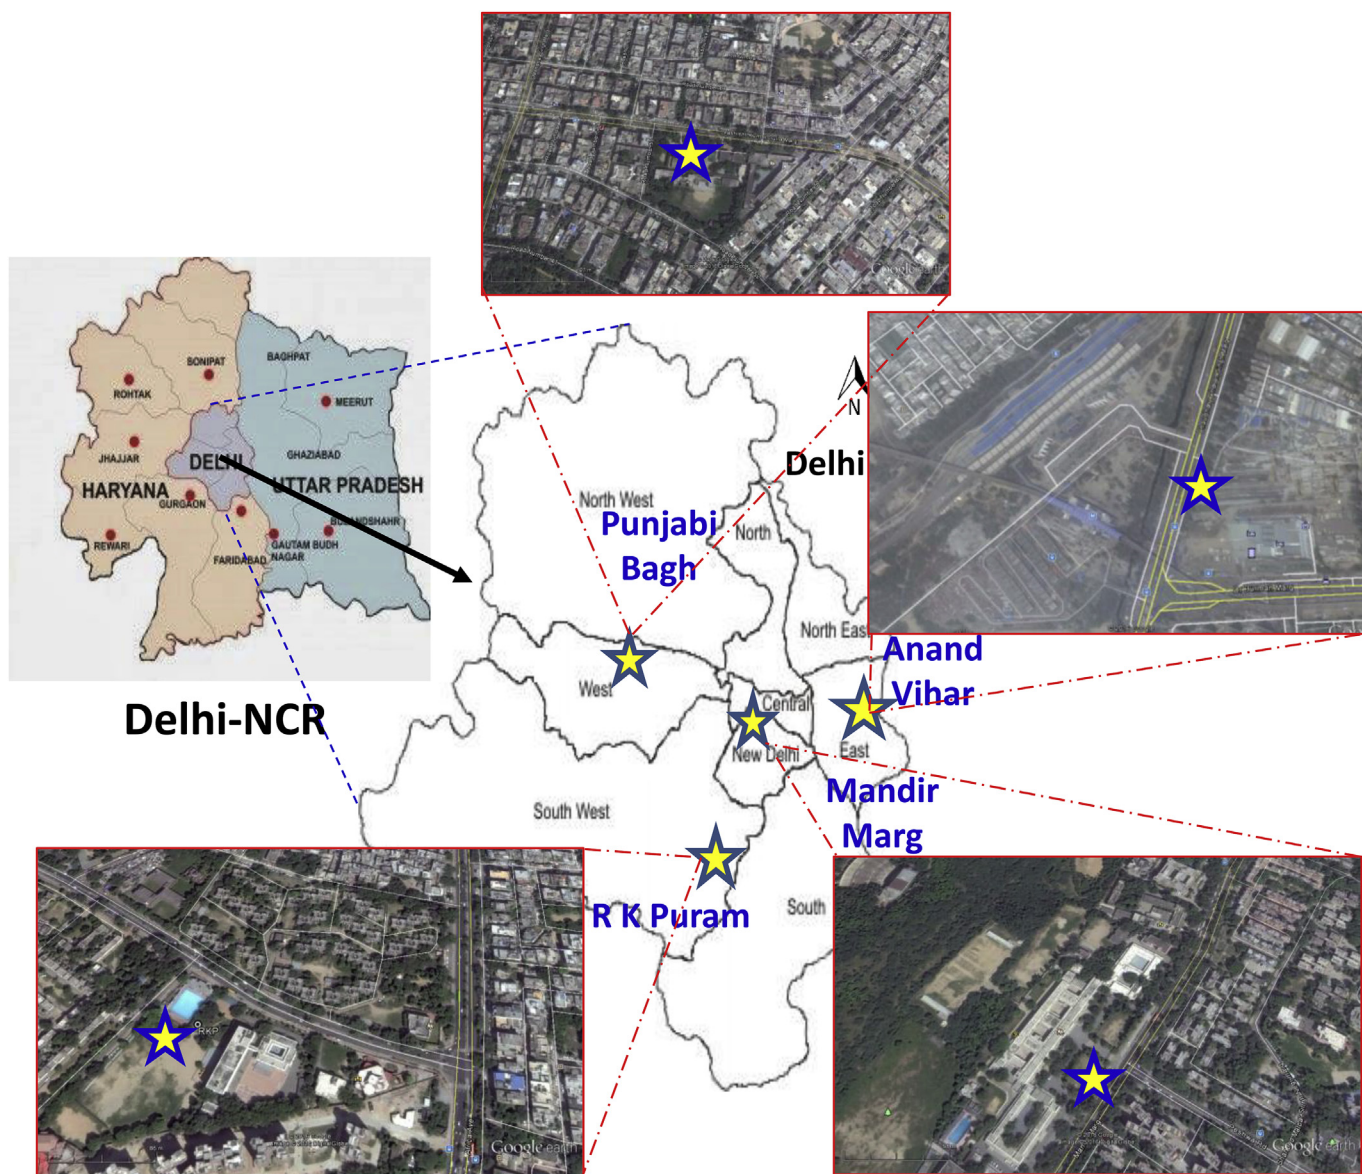 Google earth
SONIPAT
BAGHPAT
ROHTAK
MEERUT
JHAJJAR
DELHI
GHAZIABAD
HARYANA
GURGAON
UTTAR PRADESH
BULANDSHAHR
REWARI
FARIDABAD
GAUTAM BUDH
NAGAR
Delhi-NCR
N
Delhi
North West
Punjabi
Bagh
North
North East
West
Central
Anand
Vihar
New Delhi
East
Mandir
Marg
South West
R K Puram
South
RKP
Google earth
Google earth